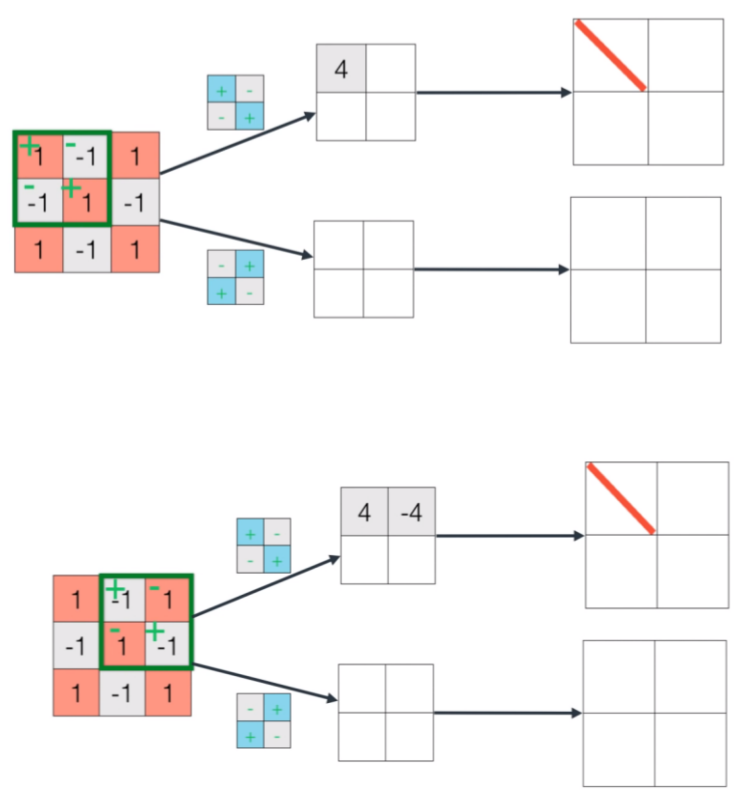 + -
- +
4
+ 1 - -1 1
- -1 + 1 -1
1 -1 1
- +
+ -
+ -
- +
4 -4
1 + -1 - 1
-1 - 1 + -1
1 -1 1
- +
+ -